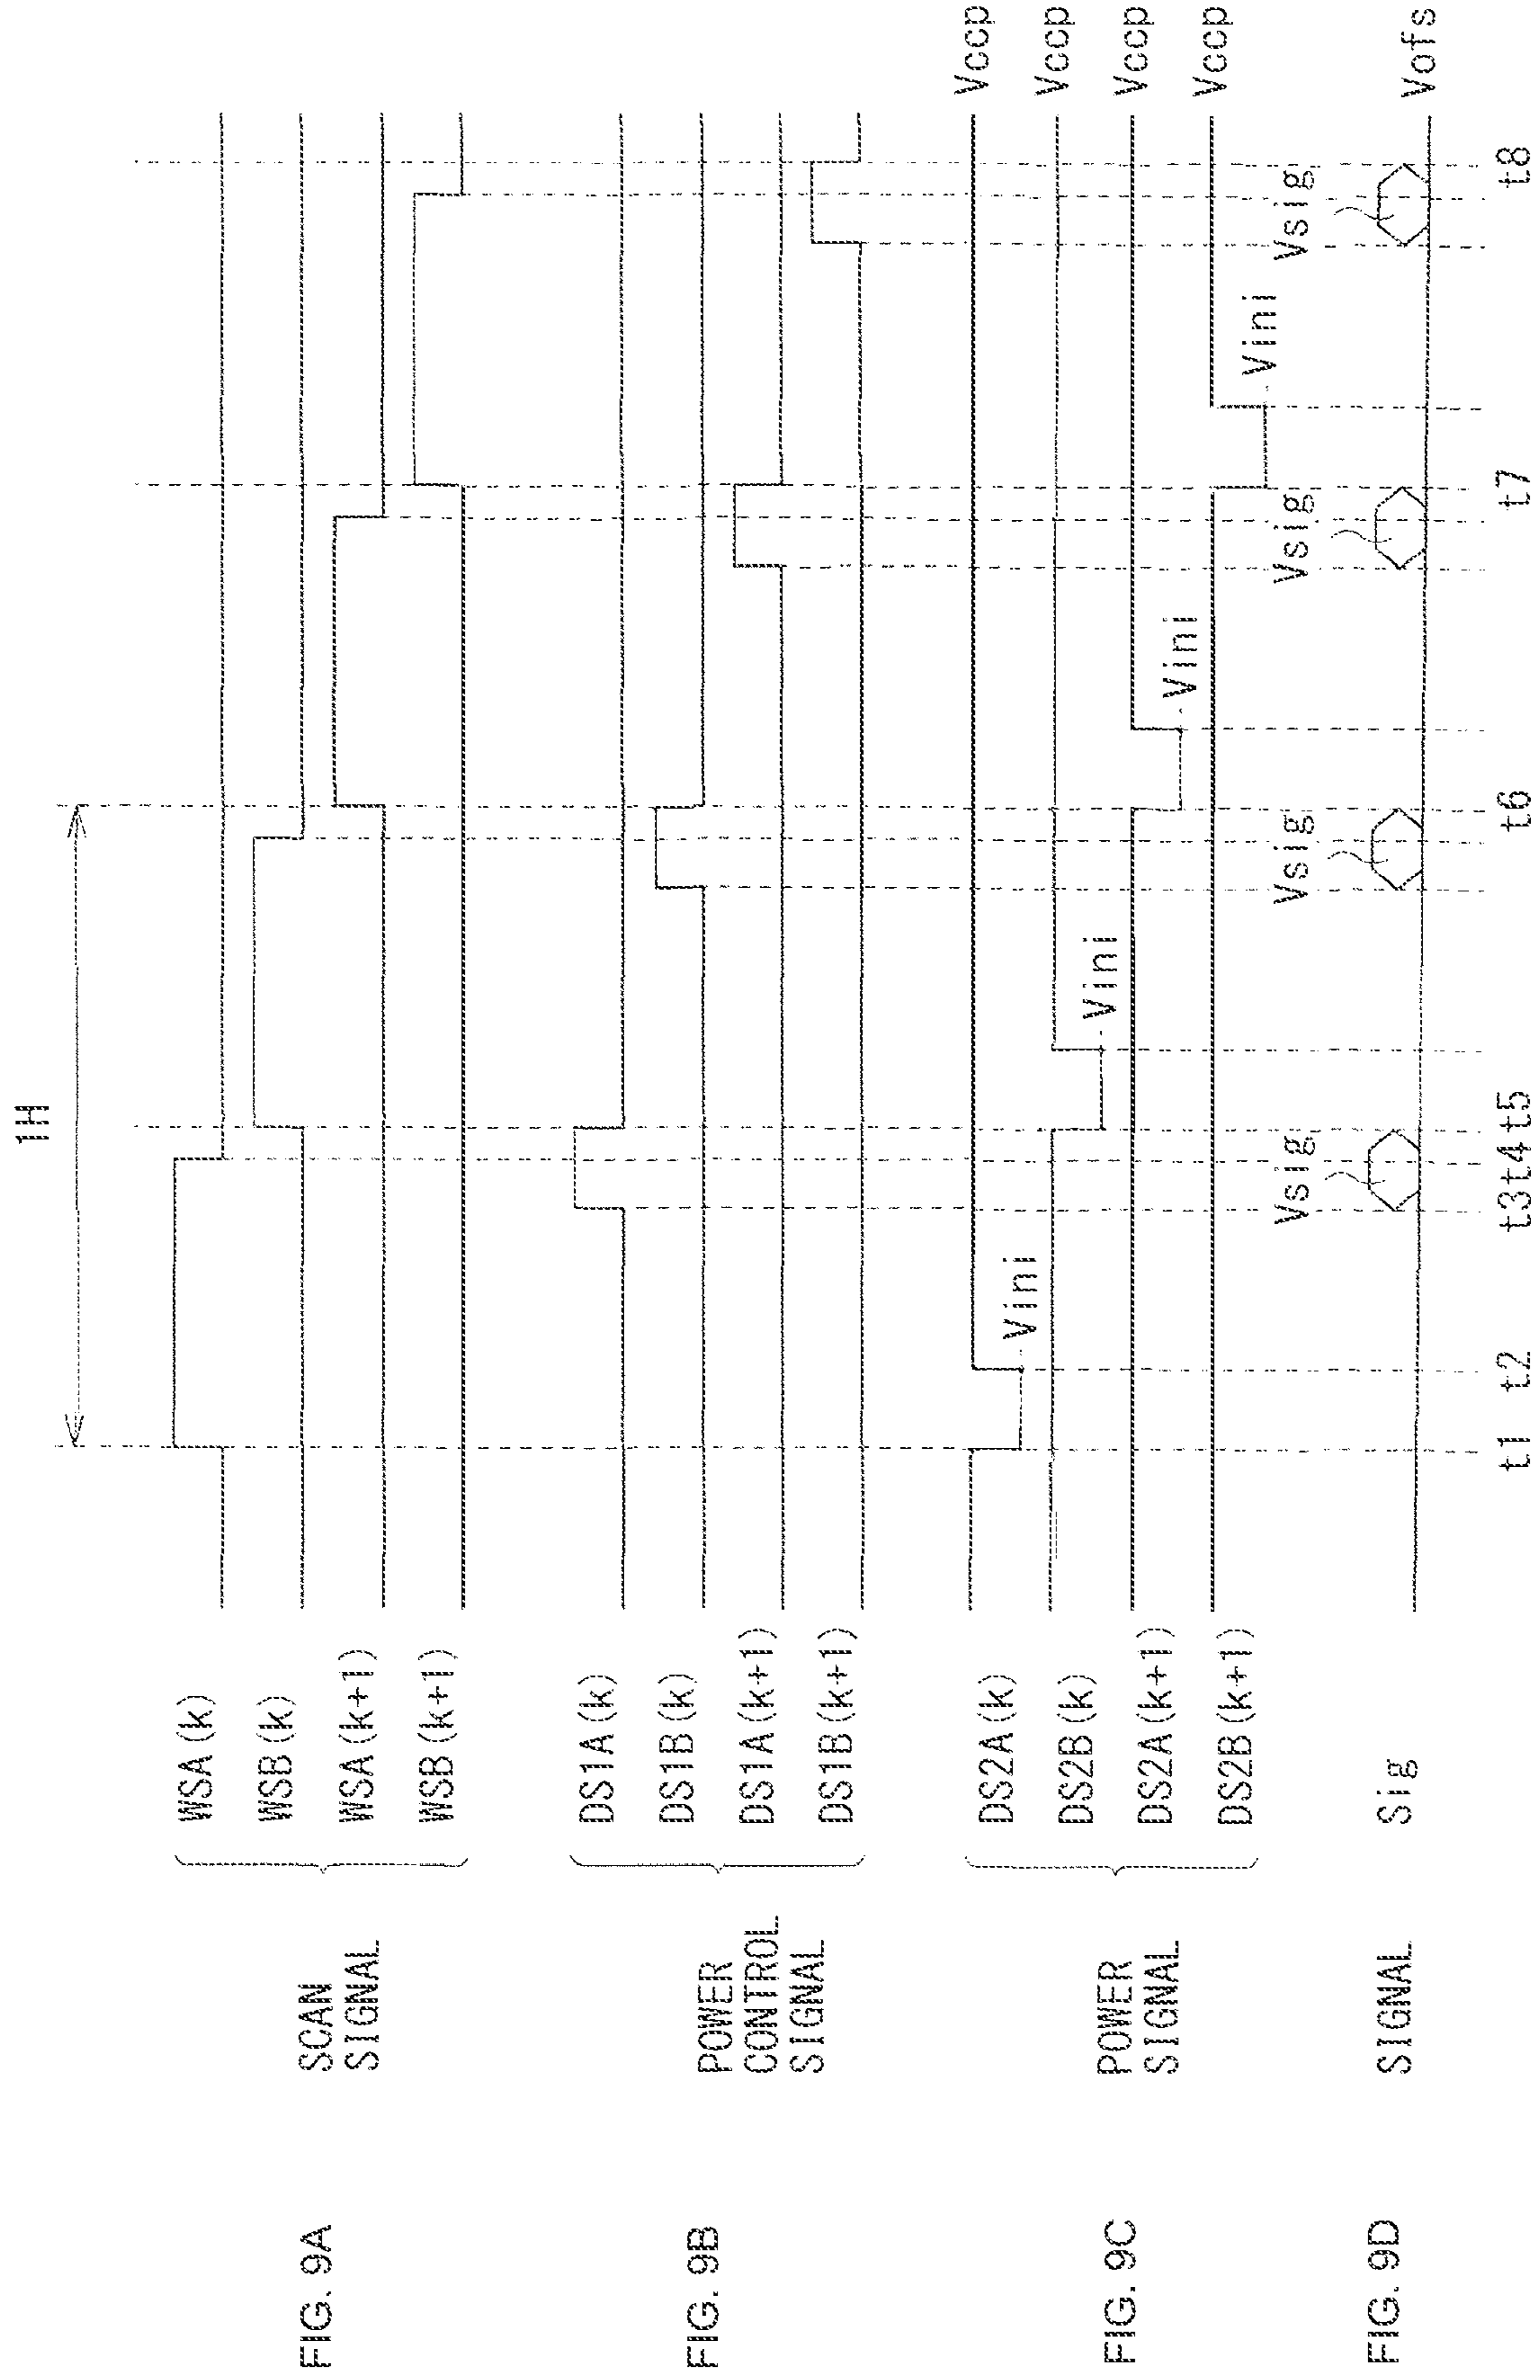 1H
FIG. 9A
SCAN
SIGNAL
WSA(k)
WSB(k)
WSA(k+1)
WSB(k+1)
FIG. 9B
POWER
CONTROL
SIGNAL
DS1A(k)
DS1B(k)
DS1A(k+1)
DS1B(k+1)
FIG. 9C
POWER
SIGNAL
DS2A(k)
Vini
Vccp
DS2B(k)
Vini
Vccp
DS2A(k+1)
Vini
Vccp
DS2B(k+1)
Vini
Vccp
FIG. 9D
SIGNAL
Sig
Vsig
Vsig
Vsig
Vsig
Vofs
t1
t2
t3
t4
t5
t6
t7
t8